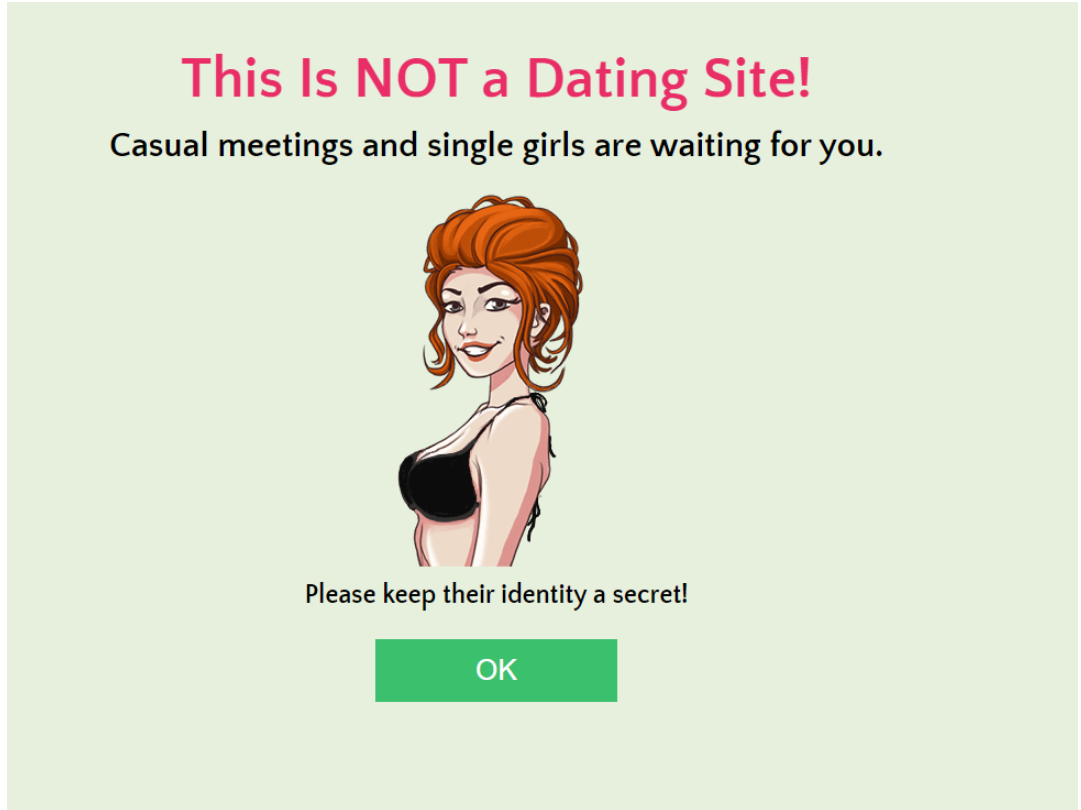 This Is NOT a Dating Site!
Casual meetings and single girls are waiting for you.
Please keep their identity a secret!
OK